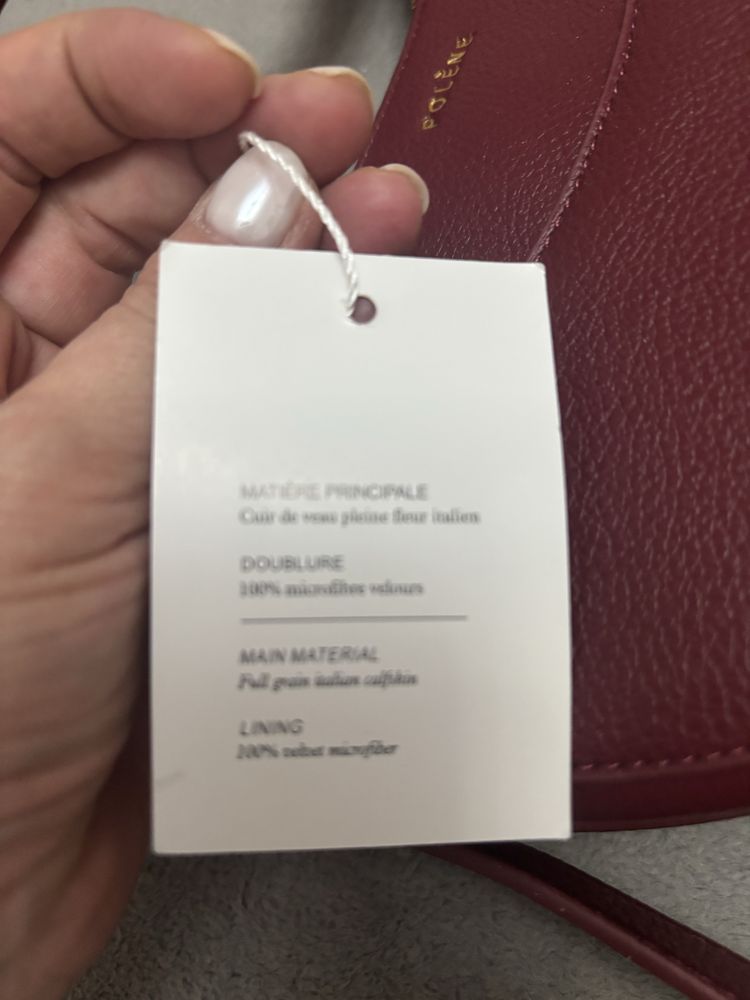 POLÈNE
MATIÈRE PRINCIPALE
Cuir de veau pleine fleur italien
DOUBLURE
100% microfibre velours
MAIN MATERIAL
Full grain italian calfskin
LINING
100% velvet microfiber